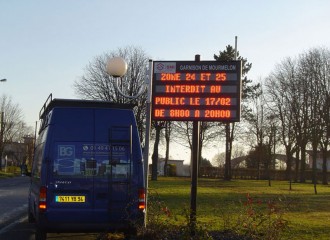 GARNISON DE MOURMELON
ZONE 24 ET 25
INTERDIT AU
PUBLIC LE 17/02
DE 8H00 A 20H00